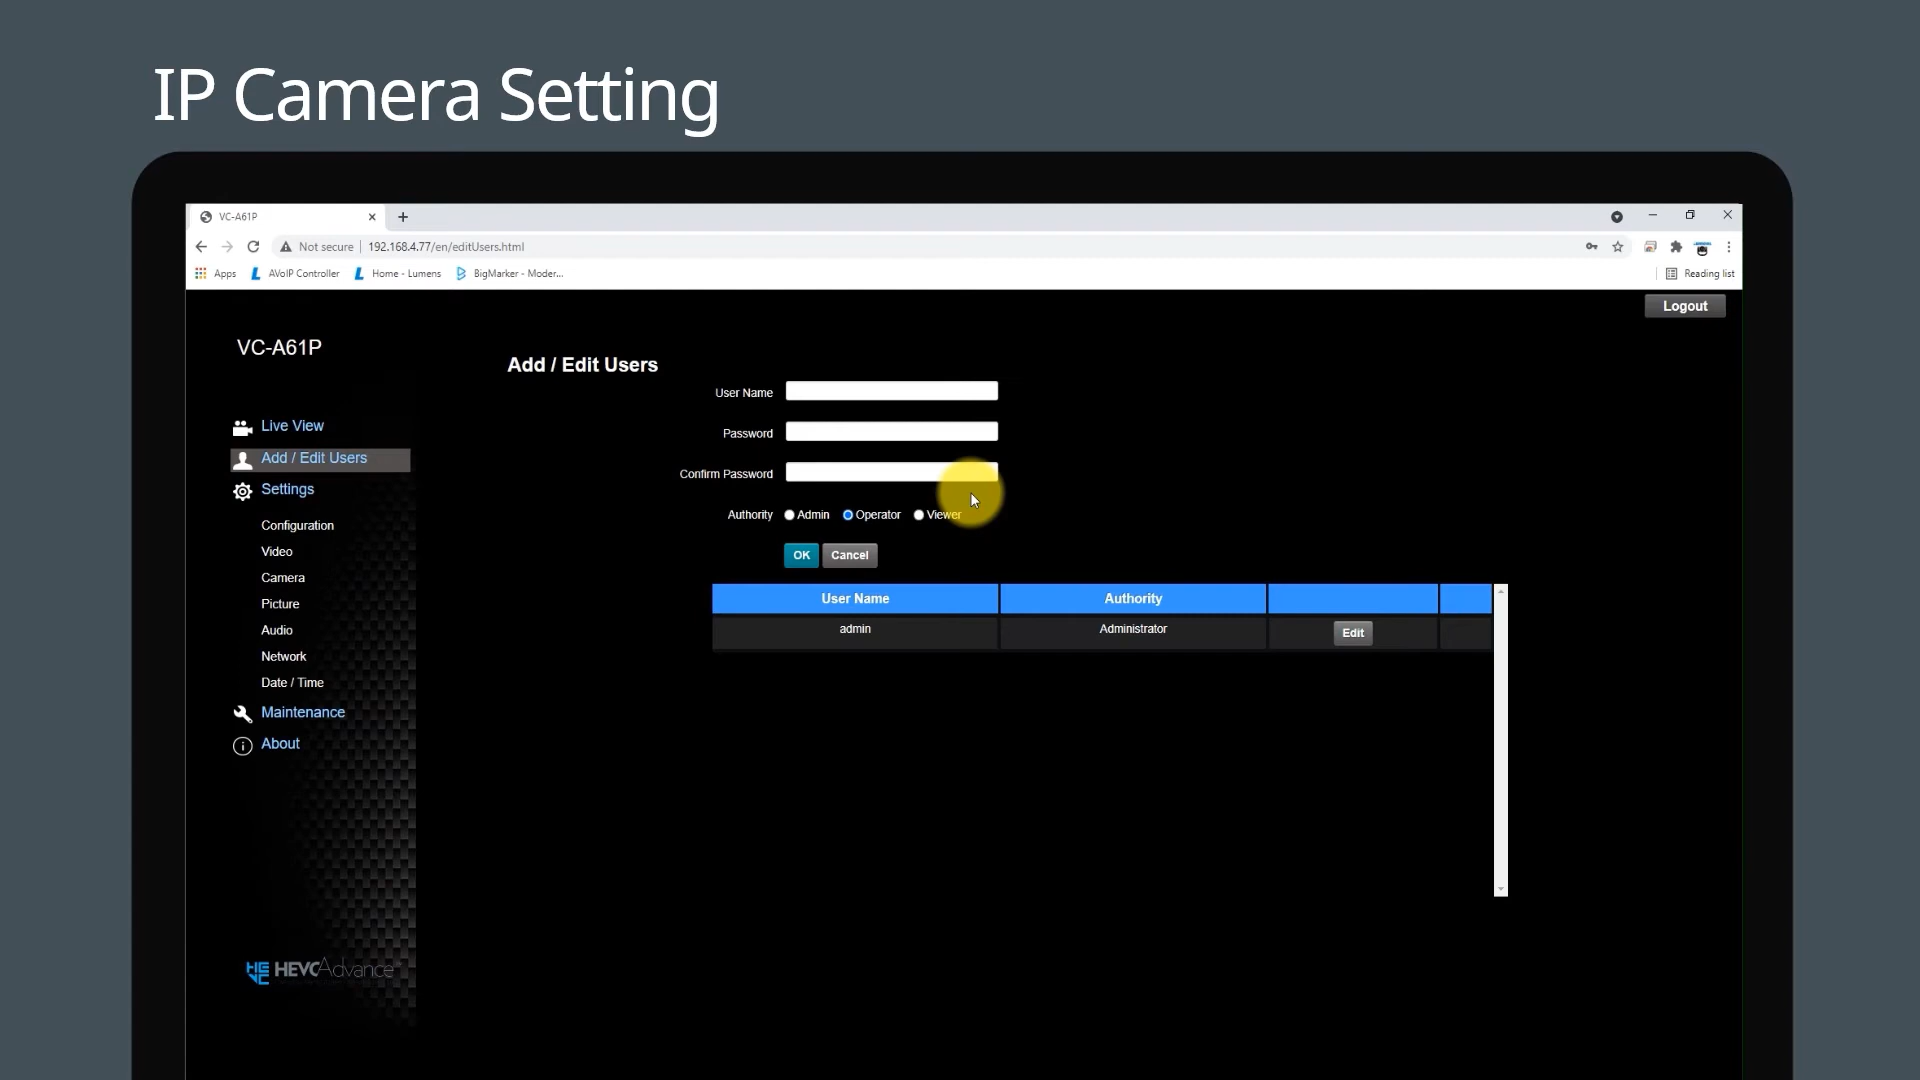 IP Camera Setting
VC-A61P
Not secure | 192.168.4.77/en/editUsers.html
Apps AVoIP Controller Home - Lumens BigMarker - Moder... Reading list
Logout
VC-A61P
Live View
Add / Edit Users
Settings
Configuration
Video
Camera
Picture
Audio
Network
Date / Time
Maintenance
About
HEVC Advance
Add / Edit Users
User Name
Password
Confirm Password
Authority Admin Operator Viewer
OK Cancel
User Name Authority
admin Administrator Edit